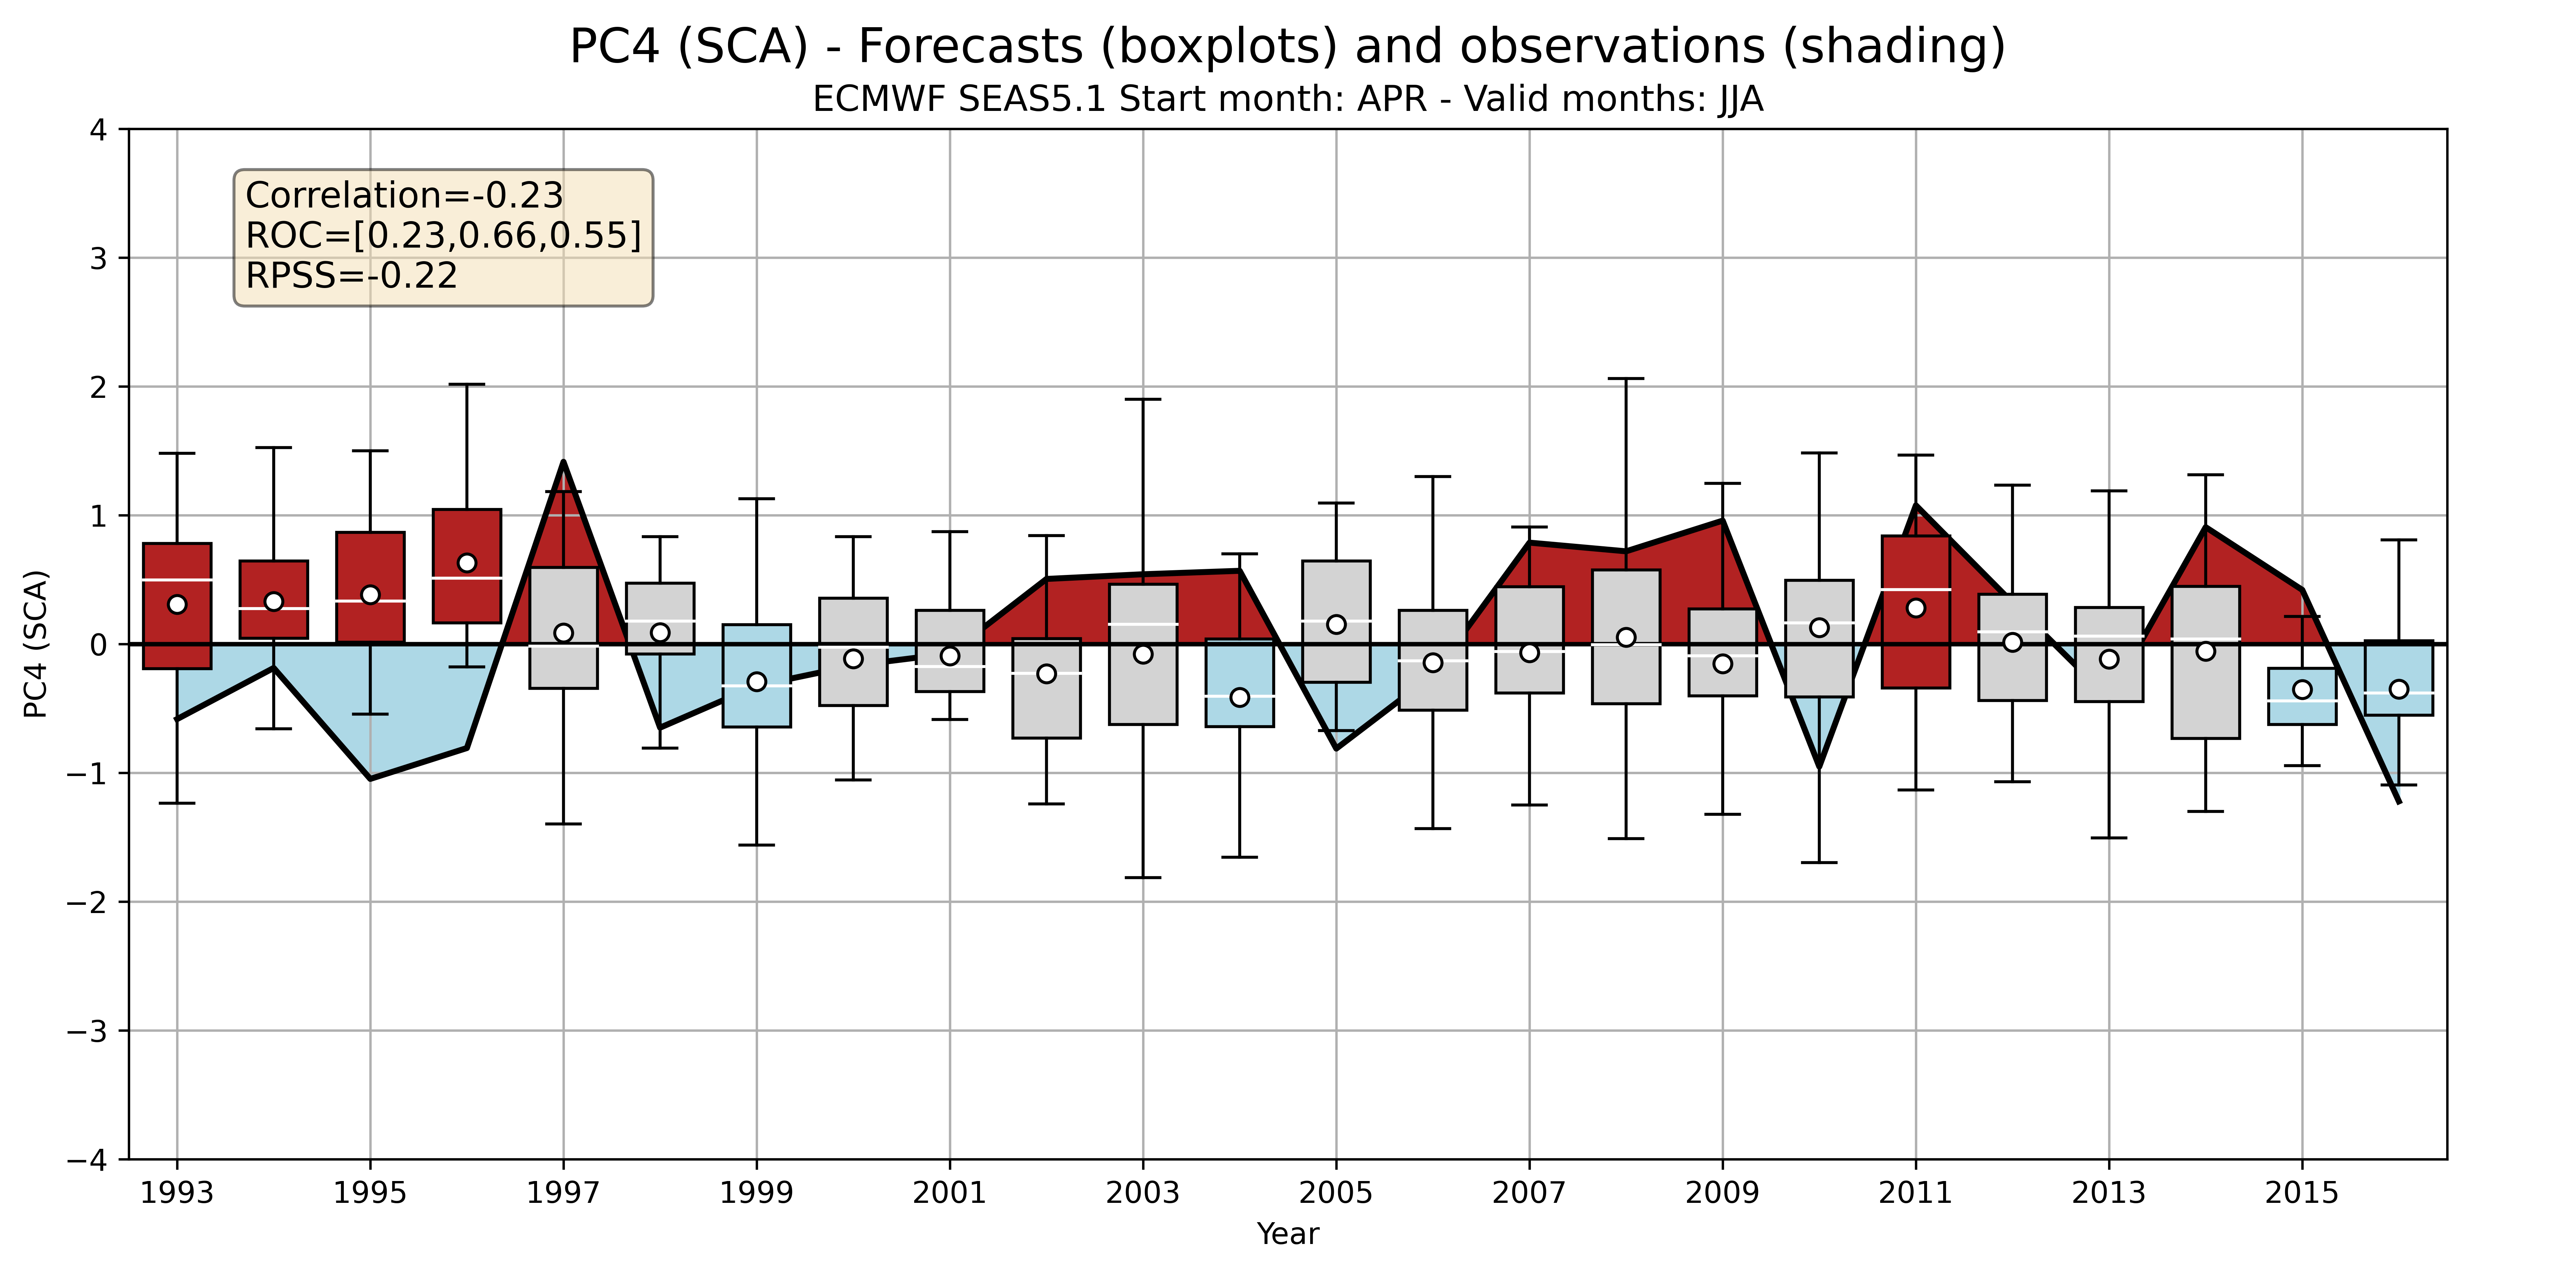 PC4 (SCA) - Forecasts (boxplots) and observations (shading)
ECMWF SEAS5.1 Start month: APR - Valid months: JJA
Correlation=-0.23
ROC=[0.23,0.66,0.55]
RPSS=-0.22
PC4 (SCA)
4
3
2
1
0
−1
−2
−3
−4
1993 1995 1997 1999 2001 2003 2005 2007 2009 2011 2013 2015
Year